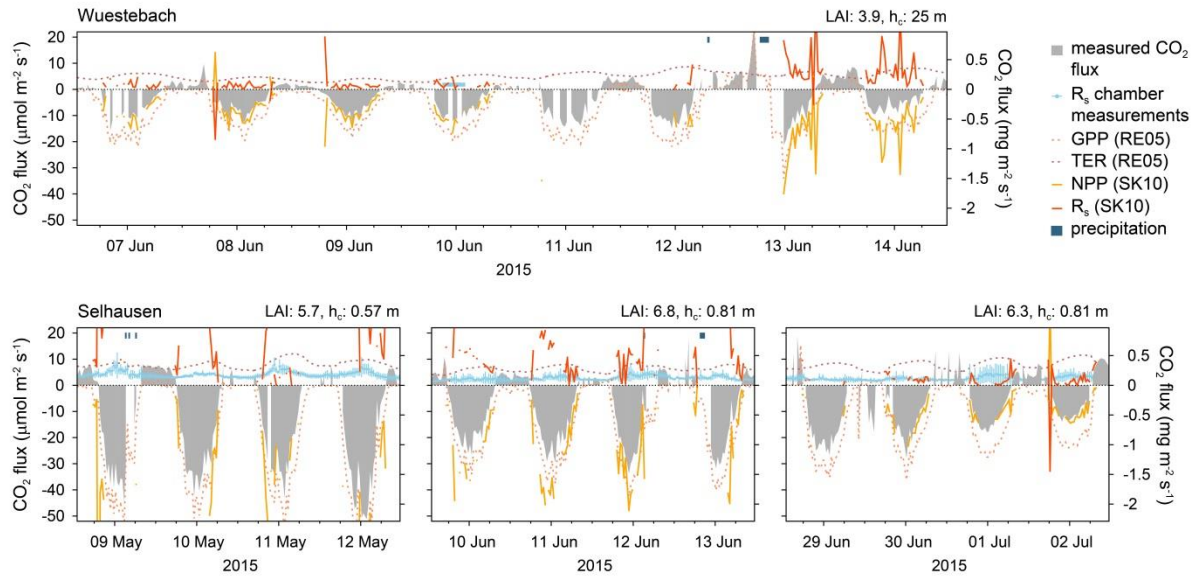 Wuestebach
LAI: 3.9, hc: 25 m
CO2 flux (µmol m-2 s-1)
20
10
0
-10
-20
-30
-40
-50
0.5
0
-0.5
-1
-1.5
-2
CO2 flux (mg m-2 s-1)
07 Jun
08 Jun
09 Jun
10 Jun
11 Jun
12 Jun
13 Jun
14 Jun
2015
measured CO2
flux
Rs chamber
measurements
GPP (RE05)
TER (RE05)
NPP (SK10)
Rs (SK10)
precipitation
Selhausen
LAI: 5.7, hc: 0.57 m
LAI: 6.8, hc: 0.81 m
LAI: 6.3, hc: 0.81 m
CO2 flux (µmol m-2 s-1)
20
10
0
-10
-20
-30
-40
-50
0.5
0
-0.5
-1
-1.5
-2
CO2 flux (mg m-2 s-1)
09 May
10 May
11 May
12 May
2015
10 Jun
11 Jun
12 Jun
13 Jun
2015
29 Jun
30 Jun
01 Jul
02 Jul
2015